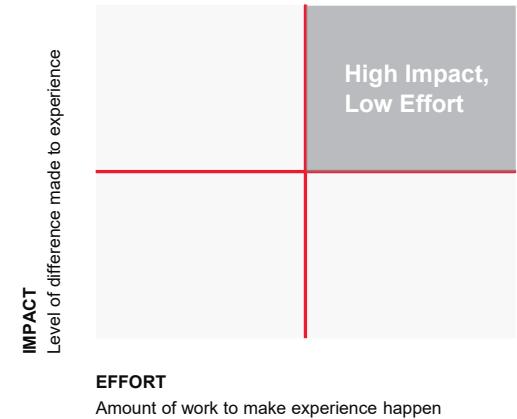 High Impact,
Low Effort
IMPACT
Level of difference made to experience
EFFORT
Amount of work to make experience happen